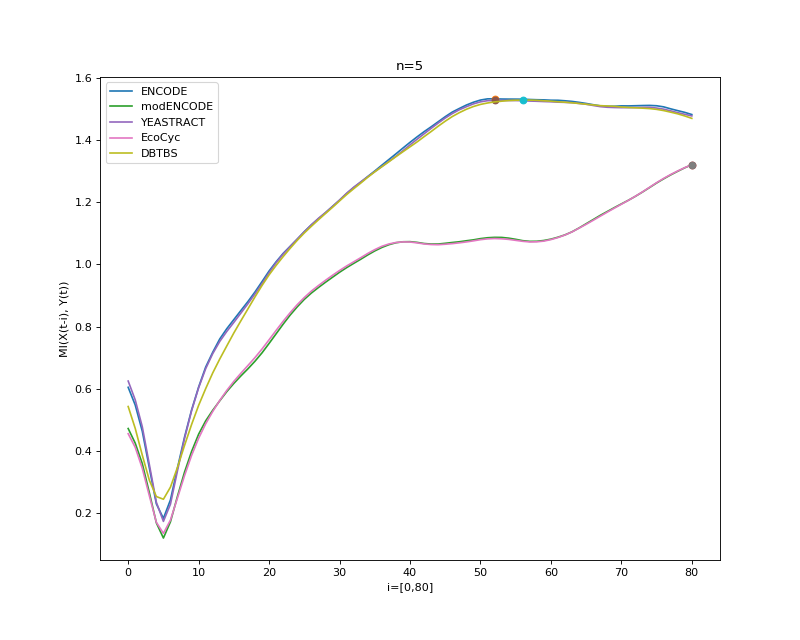 n=5
ENCODE
modENCODE
YEASTRACT
EcoCyc
DBTBS
MI(X(t-i), Y(t))
1.6
1.4
1.2
1.0
0.8
0.6
0.4
0.2
0 10 20 30 40 50 60 70 80
i=[0,80]